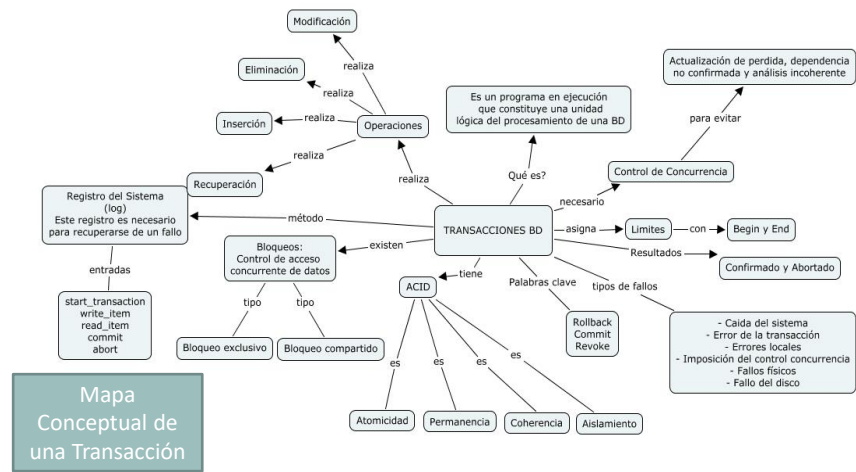 Modificación
realiza
Eliminación
realiza
Inserción
realiza
Operaciones
realiza
Recuperación
realiza
Es un programa en ejecución
que constituye una unidad
lógica del procesamiento de una BD
Qué es?
Actualización de perdida, dependencia
no confirmada y análisis incoherente
para evitar
Control de Concurrencia
necesario
Registro del Sistema
(log)
Este registro es necesario
para recuperarse de un fallo
método
TRANSACCIONES BD
asigna
Limites
con
Begin y End
Resultados
Confirmado y Abortado
entradas
start_transaction
write_item
read_item
commit
abort
Bloqueos:
Control de acceso
concurrente de datos
existen
tipo
tipo
Bloqueo exclusivo
Bloqueo compartido
tiene
ACID
es
es
es
es
Atomicidad
Permanencia
Coherencia
Aislamiento
Palabras clave
Rollback
Commit
Revoke
tipos de fallos
- Caida del sistema
- Error de la transacción
- Errores locales
- Imposición del control concurrencia
- Fallos físicos
- Fallo del disco
Mapa
Conceptual de
una Transacción